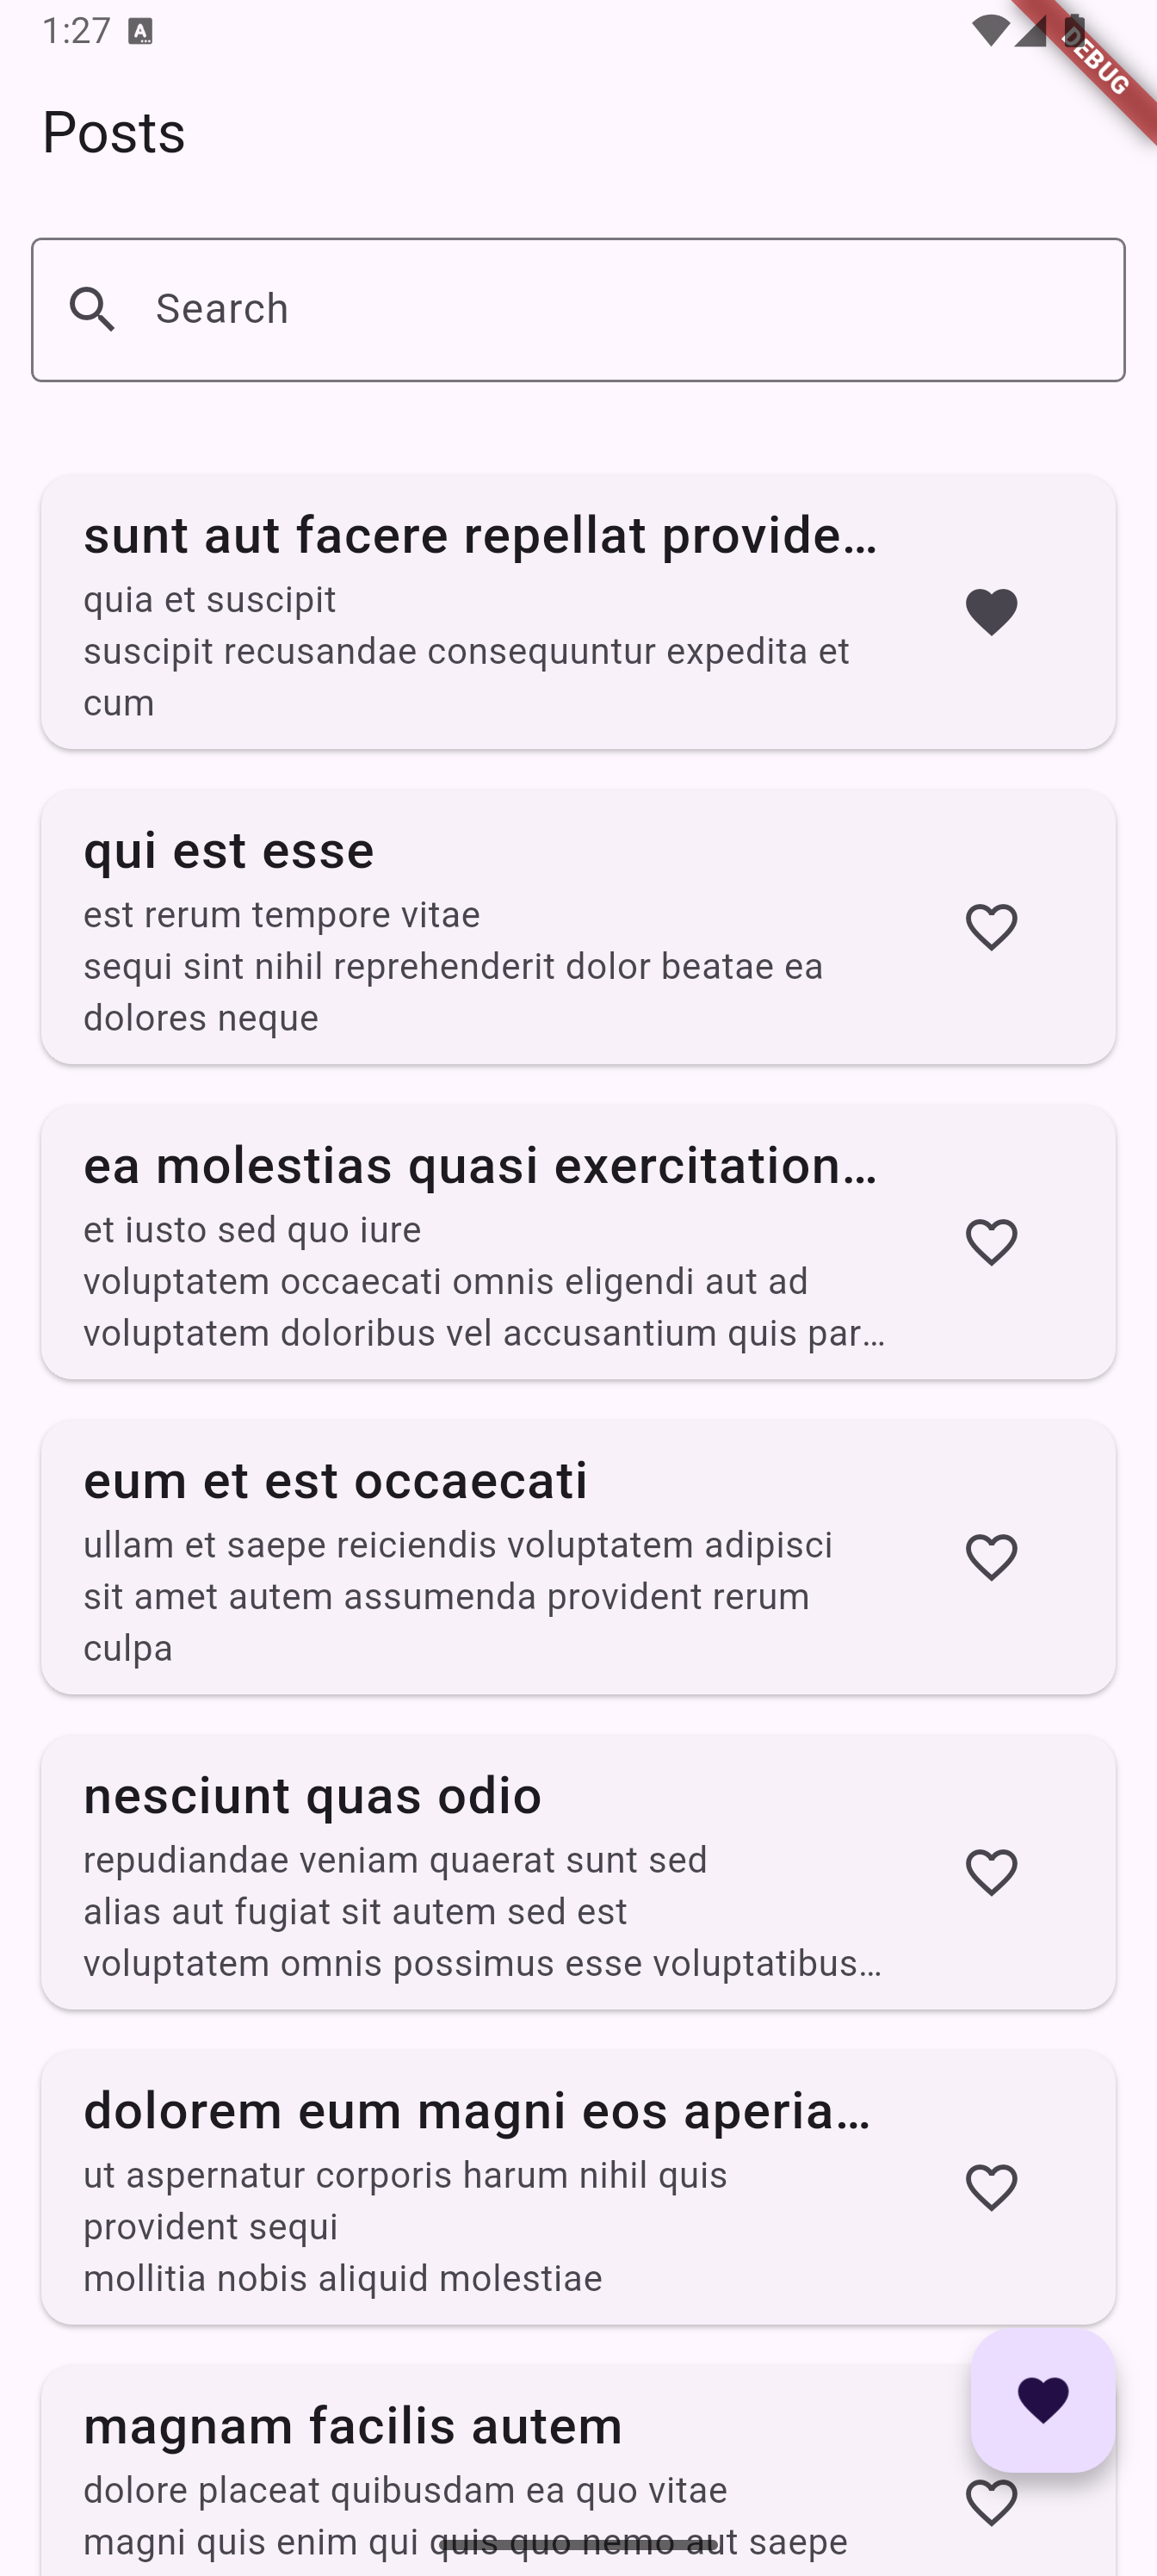 1:27
A
DEBUG
Posts
Search
sunt aut facere repellat provide…
quia et suscipit
suscipit recusandae consequuntur expedita et
cum
qui est esse
est rerum tempore vitae
sequi sint nihil reprehenderit dolor beatae ea
dolores neque
ea molestias quasi exercitation…
et iusto sed quo iure
voluptatem occaecati omnis eligendi aut ad
voluptatem doloribus vel accusantium quis par…
eum et est occaecati
ullam et saepe reiciendis voluptatem adipisci
sit amet autem assumenda provident rerum
culpa
nesciunt quas odio
repudiandae veniam quaerat sunt sed
alias aut fugiat sit autem sed est
voluptatem omnis possimus esse voluptatibus…
dolorem eum magni eos aperia…
ut aspernatur corporis harum nihil quis
provident sequi
mollitia nobis aliquid molestiae
magnam facilis autem
dolore placeat quibusdam ea quo vitae
magni quis enim qui quis quo nemo aut saepe